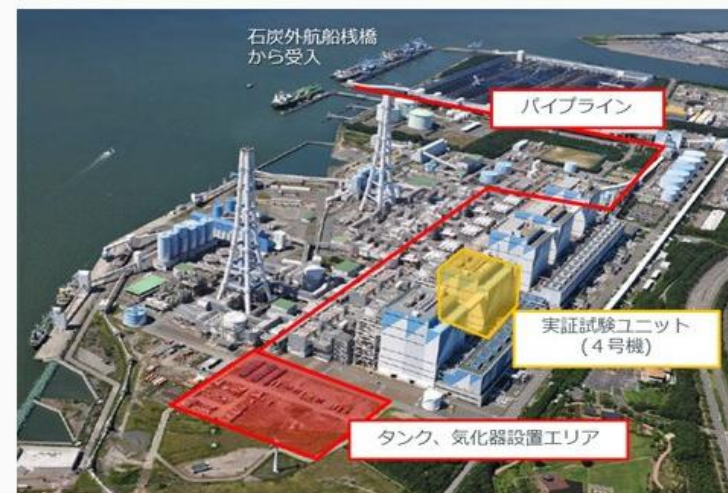 石炭外航船桟橋
から受入
パイプライン
実証試験ユニット
(4号機)
タンク、気化器設置エリア